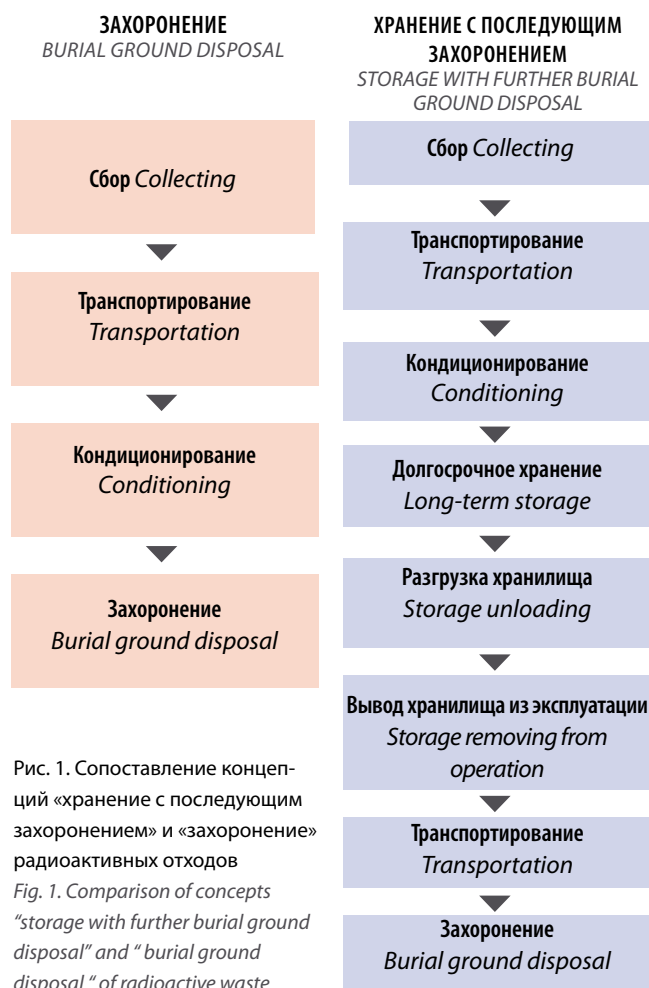 ЗАХОРОНЕНИЕ
BURIAL GROUND DISPOSAL
Сбор Collecting
Транспортирование
Transportation
Кондиционирование
Conditioning
Захоронение
Burial ground disposal
Рис. 1. Сопоставление концеп-
ций «хранение с последующим
захоронением» и «захоронение»
радиоактивных отходов
Fig. 1. Comparison of concepts
“storage with further burial ground
disposal” and “ burial ground
disposal “ of radioactive waste
ХРАНЕНИЕ С ПОСЛЕДУЮЩИМ
ЗАХОРОНЕНИЕМ
STORAGE WITH FURTHER BURIAL
GROUND DISPOSAL
Сбор Collecting
Транспортирование
Transportation
Кондиционирование
Conditioning
Долгосрочное хранение
Long-term storage
Разгрузка хранилища
Storage unloading
Вывод хранилища из эксплуатации
Storage removing from
operation
Транспортирование
Transportation
Захоронение
Burial ground disposal